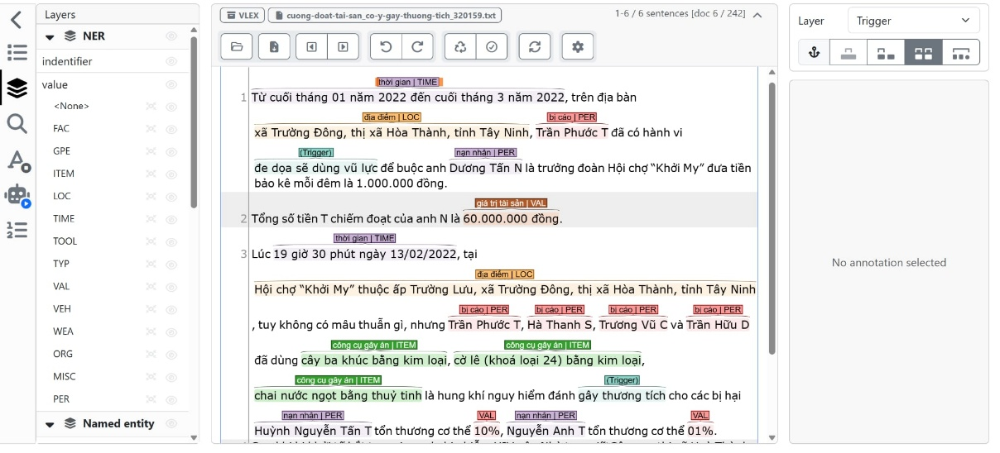 Layers
NER
indentifier
value
<None>
FAC
GPE
ITEM
LOC
TIME
TOOL
TYP
VAL
VEH
WEA
ORG
MISC
PER
Named entity
VLEX cuong-doat-tai-san_co-y-gay-thuong-tich_320159.txt
1-6 / 6 sentences [doc 6 / 242]
thời gian | TIME
1 Từ cuối tháng 01 năm 2022 đến cuối tháng 3 năm 2022, trên địa bàn
địa điểm | LOC bị cáo | PER
xã Trường Đông, thị xã Hòa Thành, tỉnh Tây Ninh, Trần Phước T đã có hành vi
(Trigger) nạn nhân | PER
đe dọa sẽ dùng vũ lực để buộc anh Dương Tấn N là trưởng đoàn Hội chợ “Khởi My” đưa tiền
bảo kê mỗi đêm là 1.000.000 đồng.
giá trị tài sản | VAL
2 Tổng số tiền T chiếm đoạt của anh N là 60.000.000 đồng.
thời gian | TIME
3 Lúc 19 giờ 30 phút ngày 13/02/2022, tại
địa điểm | LOC
Hội chợ “Khởi My” thuộc ấp Trường Lưu, xã Trường Đông, thị xã Hòa Thành, tỉnh Tây Ninh
bị cáo | PER bị cáo | PER bị cáo | PER bị cáo | PER
, tuy không có mâu thuẫn gì, nhưng Trần Phước T, Hà Thanh S, Trương Vũ C và Trần Hữu D
công cụ gây án | ITEM công cụ gây án | ITEM
đã dùng cây ba khúc bằng kim loại, cờ lê (khoá loại 24) bằng kim loại,
công cụ gây án | ITEM (Trigger)
chai nước ngọt bằng thuỷ tinh là hung khí nguy hiểm đánh gây thương tích cho các bị hại
nạn nhân | PER VAL nạn nhân | PER VAL
Huỳnh Nguyễn Tấn T tổn thương cơ thể 10%, Nguyễn Anh T tổn thương cơ thể 01%.
Layer Trigger
No annotation selected